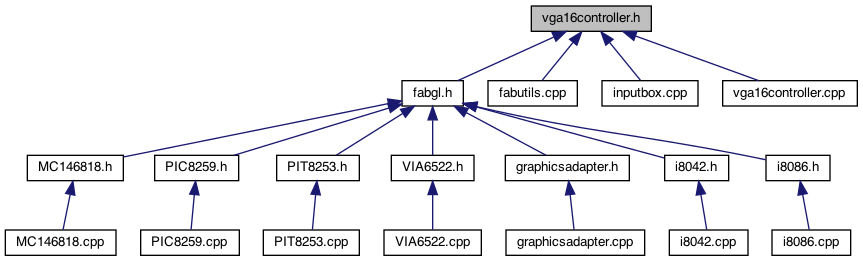 vga16controller.h
fabgl.h
fabutils.cpp
inputbox.cpp
vga16controller.cpp
MC146818.h
PIC8259.h
PIT8253.h
VIA6522.h
graphicsadapter.h
i8042.h
i8086.h
MC146818.cpp
PIC8259.cpp
PIT8253.cpp
VIA6522.cpp
graphicsadapter.cpp
i8042.cpp
i8086.cpp